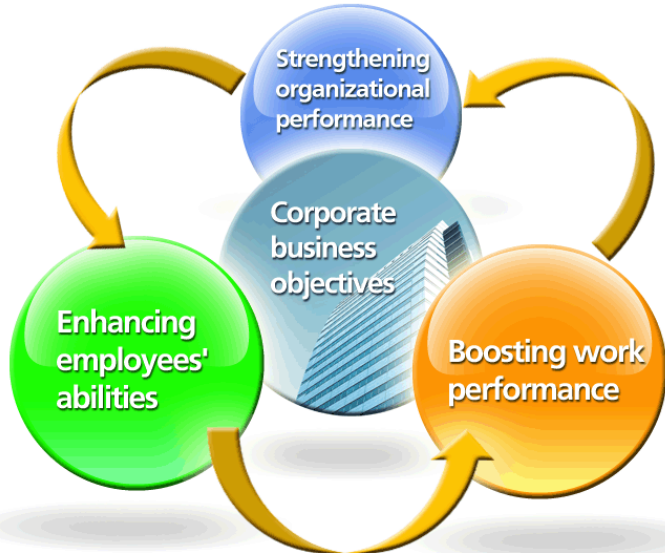 Strengthening
organizational
performance
Corporate
business
objectives
Enhancing
employees'
abilities
Boosting work
performance